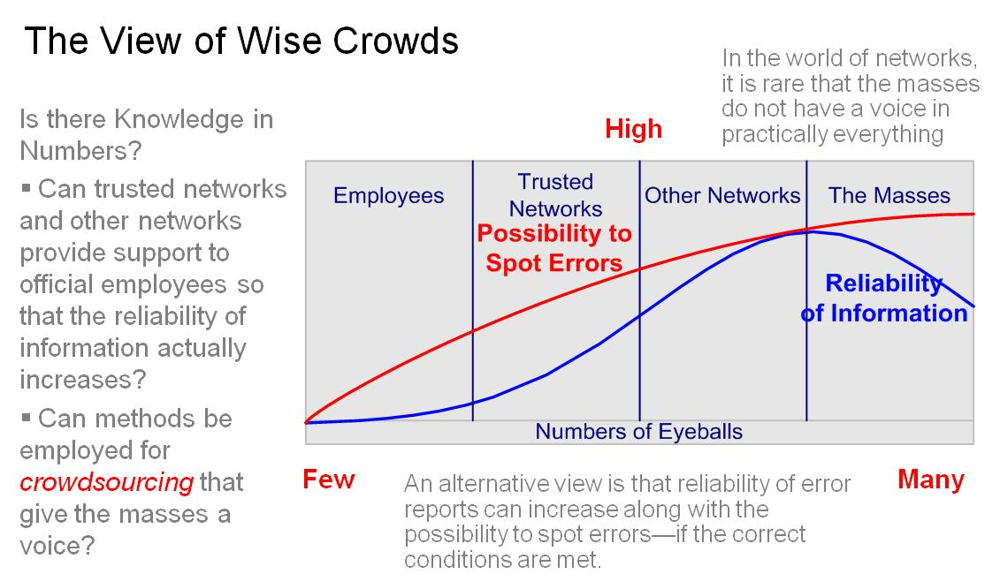 The View of Wise Crowds
In the world of networks,
it is rare that the masses
do not have a voice in
practically everything
Is there Knowledge in
Numbers?
▪ Can trusted networks
and other networks
provide support to
official employees so
that the reliability of
information actually
increases?
▪ Can methods be
employed for
crowdsourcing that
give the masses a
voice?
High
Employees
Trusted
Networks
Other Networks
The Masses
Possibility to
Spot Errors
Reliability
of Information
Numbers of Eyeballs
Few
Many
An alternative view is that reliability of error
reports can increase along with the
possibility to spot errors—if the correct
conditions are met.